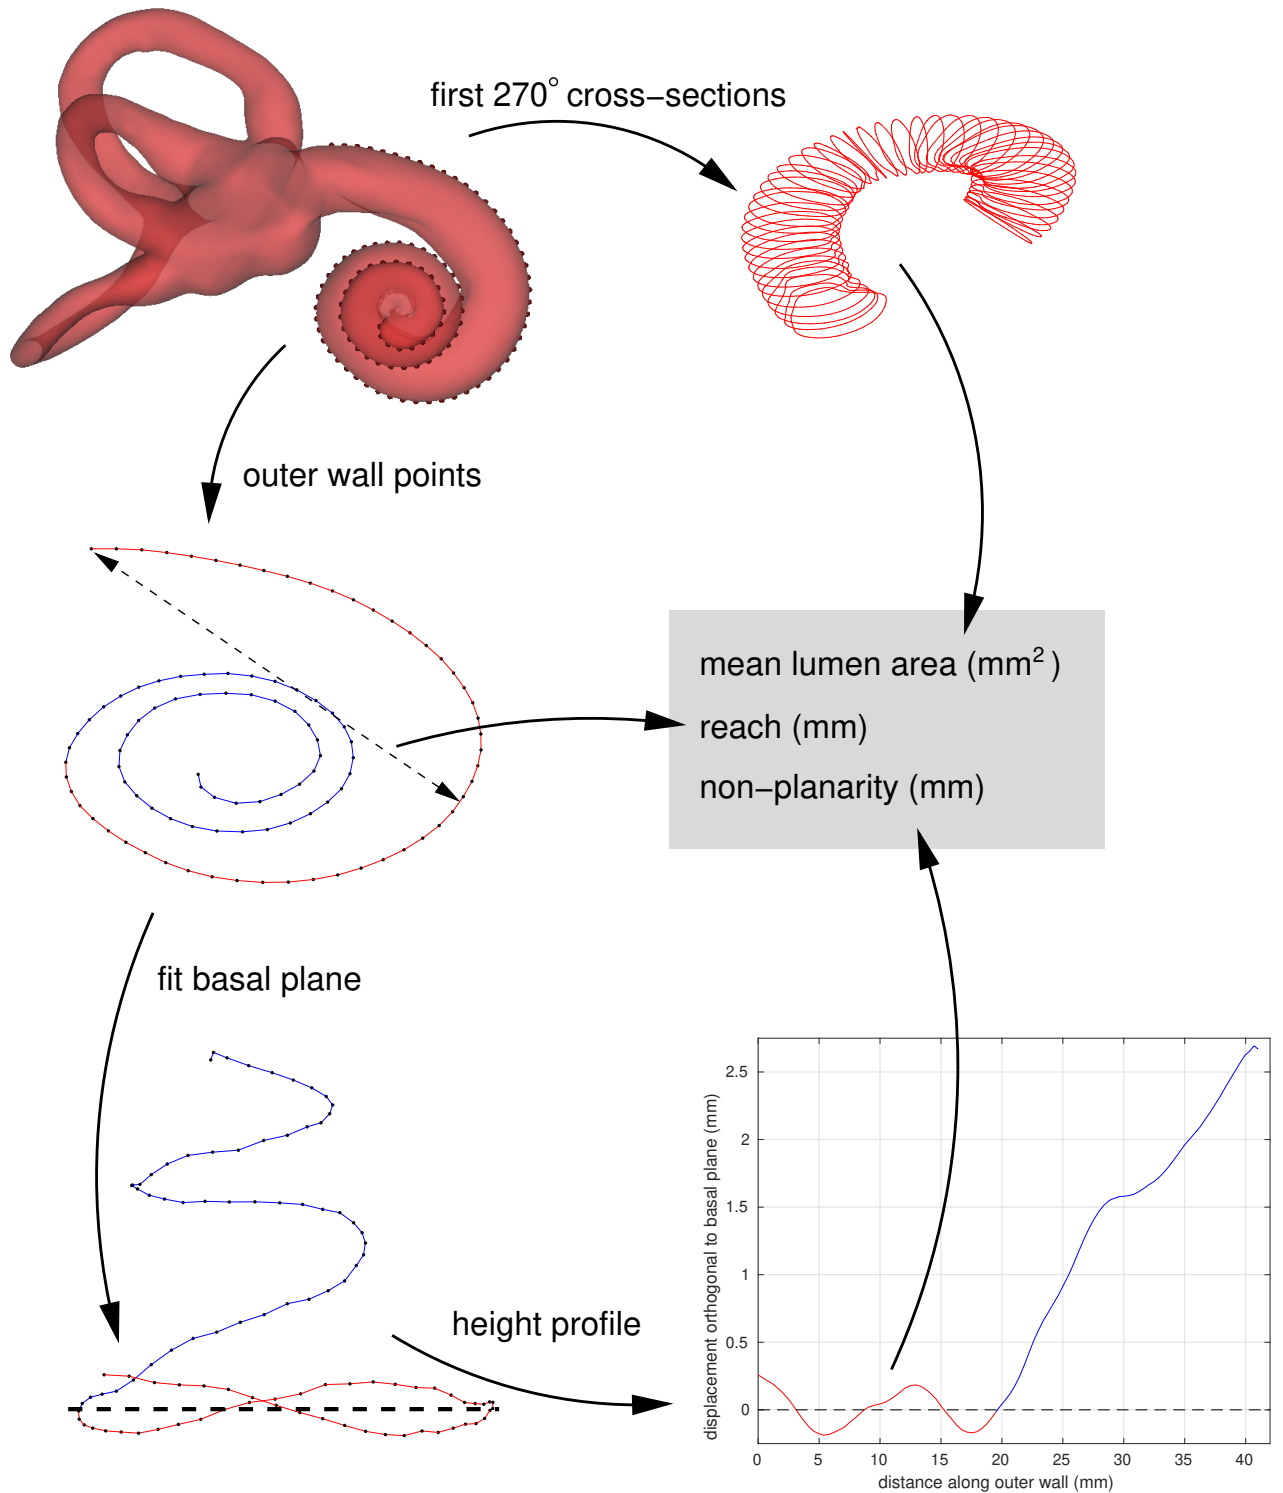 first 270° cross−sections
outer wall points
mean lumen area (mm²)
reach (mm)
non−planarity (mm)
fit basal plane
height profile
displacement orthogonal to basal plane (mm)
2.5
2
1.5
1
0.5
0
0 5 10 15 20 25 30 35 40
distance along outer wall (mm)